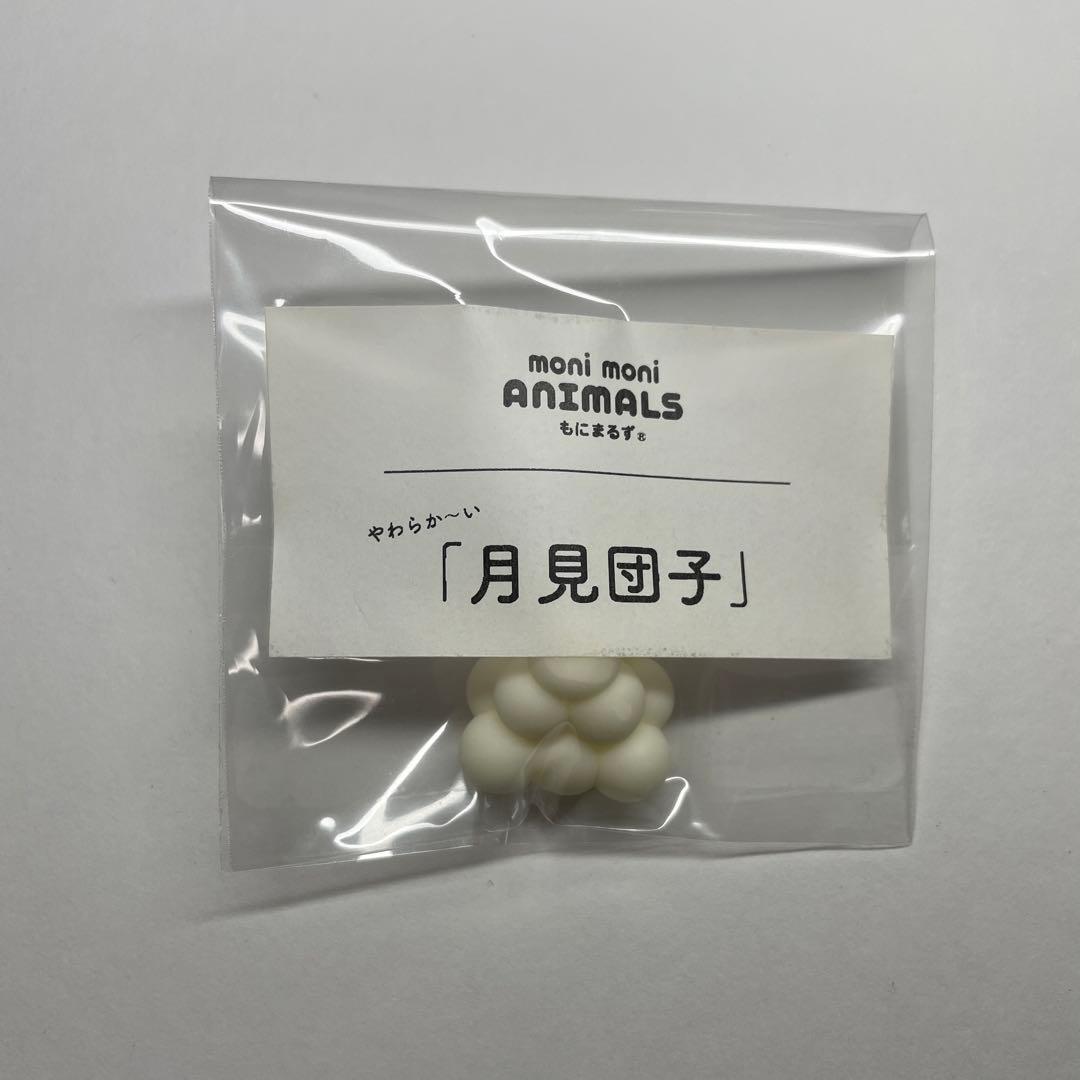 moni moni
ANIMALS
もにまるず®
やわらか～い
「月見団子」